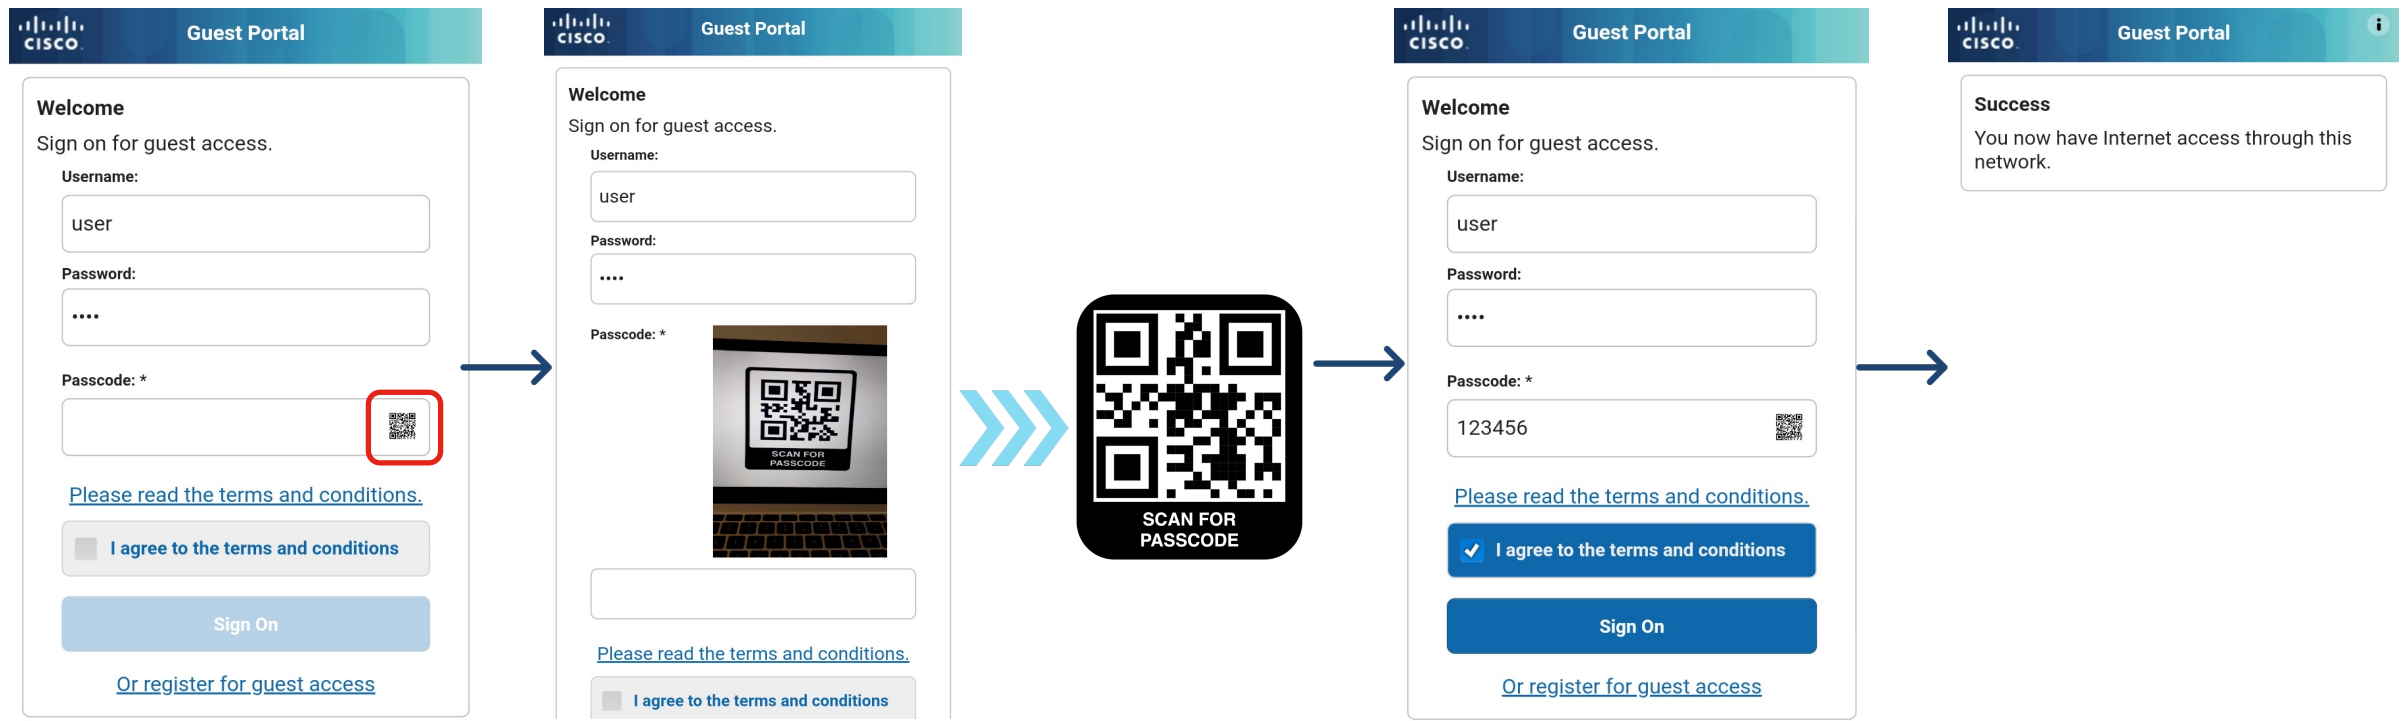 CISCO
Guest Portal
Welcome
Sign on for guest access.
Username:
user
Password:
••••
Passcode: *
Please read the terms and conditions.
I agree to the terms and conditions
Sign On
Or register for guest access
CISCO
Guest Portal
Welcome
Sign on for guest access.
Username:
user
Password:
••••
Passcode: *
SCAN FOR
PASSCODE
Please read the terms and conditions.
I agree to the terms and conditions
SCAN FOR
PASSCODE
CISCO
Guest Portal
Welcome
Sign on for guest access.
Username:
user
Password:
••••
Passcode: *
123456
Please read the terms and conditions.
I agree to the terms and conditions
Sign On
Or register for guest access
CISCO
Guest Portal
Success
You now have Internet access through this
network.